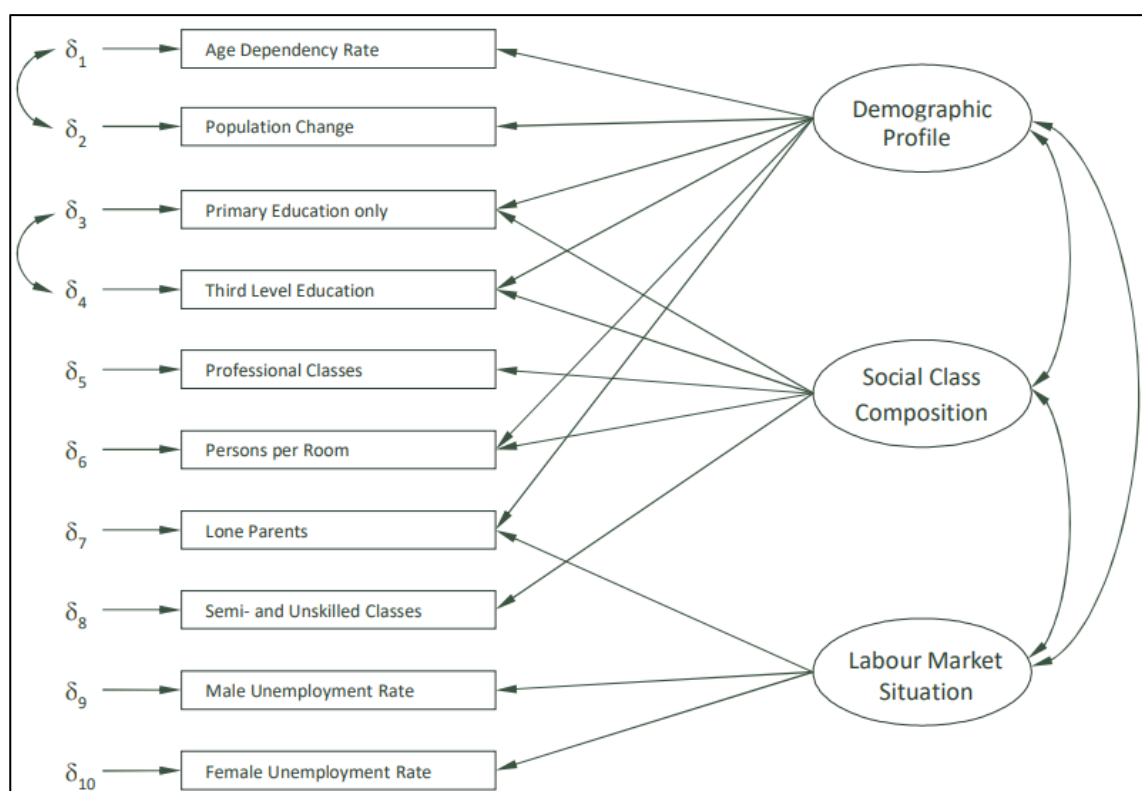 δ1 Age Dependency Rate
δ2 Population Change
δ3 Primary Education only
δ4 Third Level Education
δ5 Professional Classes
δ6 Persons per Room
δ7 Lone Parents
δ8 Semi- and Unskilled Classes
δ9 Male Unemployment Rate
δ10 Female Unemployment Rate
Demographic
Profile
Social Class
Composition
Labour Market
Situation